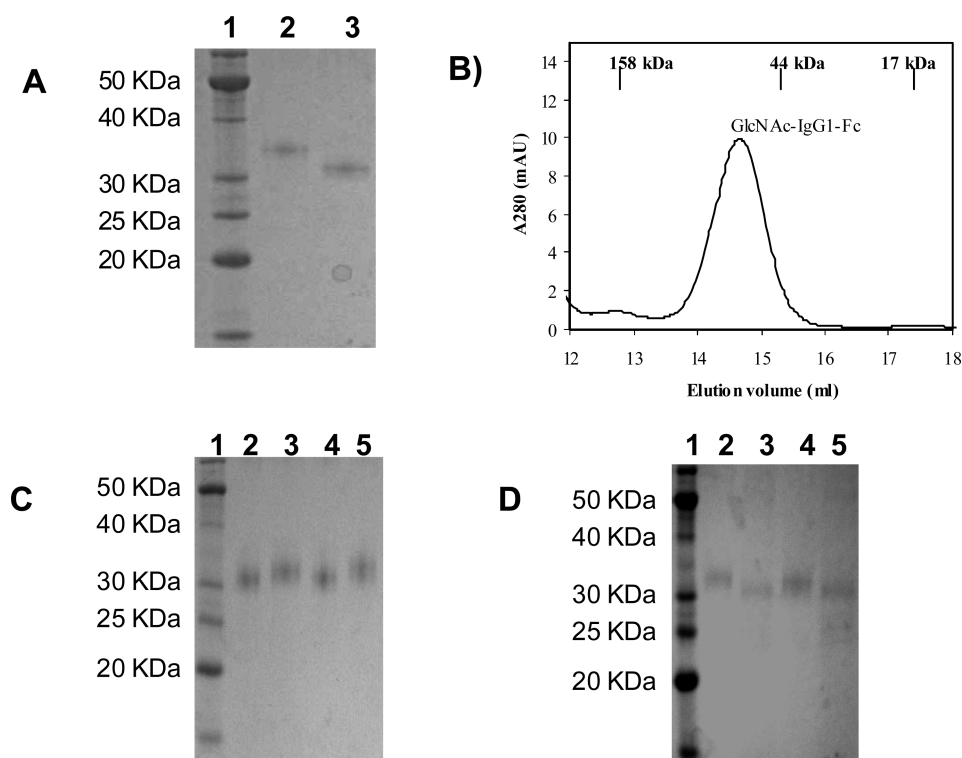 A
1 2 3
50 KDa
40 KDa
30 KDa
25 KDa
20 KDa
B)
158 kDa 44 kDa 17 kDa
GlcNAc-IgG1-Fc
A280 (mAU)
14
12
10
8
6
4
2
0
12 13 14 15 16 17 18
Elution volume (ml)
C
1 2 3 4 5
50 KDa
40 KDa
30 KDa
25 KDa
20 KDa
D
1 2 3 4 5
50 KDa
40 KDa
30 KDa
25 KDa
20 KDa